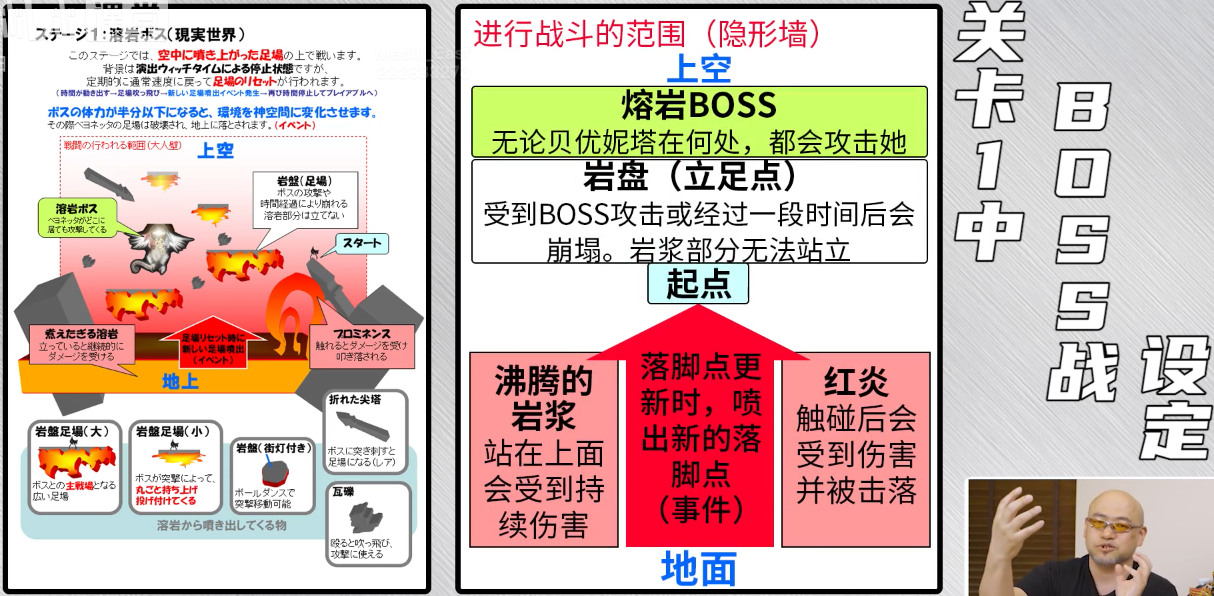 ステージ1:溶岩ボス(現実世界)
このステージでは、空中に噴き上がった足場の上で戦います。
背景は演出ウィッチタイムによる停止状態ですが、
定期的に通常速度に戻って足場のリセットが行われます。
(時間が動き出す→足場吹っ飛び→新しい足場噴出イベント発生→再び時間停止してプレイアブルへ)
ボスの体力が半分以下になると、環境を神空間に変化させます。
その際ベヨネッタの足場は破壊され、地上に落とされます。(イベント)
戦闘の行われる範囲(大人壁)
上空
岩盤(足場)
ボスの攻撃や
時間経過により崩れる
溶岩部分は立てない
溶岩ボス
ベヨネッタがどこに
居ても攻撃してくる
スタート
煮えたぎる溶岩
立っていると継続的に
ダメージを受ける
足場リセット時に
新しい足場噴出
(イベント)
プロミネンス
触れるとダメージを受け
叩き落される
地上
岩盤足場(大)
ボスとの主戦場となる
広い足場
岩盤足場(小)
ボスが突撃によって、
丸ごと持ち上げ
投げ付けてくる
岩盤(街灯付き)
ポールダンスで
突撃移動可能
折れた尖塔
ボスに突き刺すと
足場になる(レア)
瓦礫
殴ると吹っ飛び、
攻撃に使える
溶岩から噴き出してくる物
进行战斗的范围（隐形墙）
上空
熔岩BOSS
无论贝优妮塔在何处，都会攻击她
岩盘（立足点）
受到BOSS攻击或经过一段时间后会
崩塌。岩浆部分无法站立
起点
沸腾的
岩浆
站在上面
会受到持
续伤害
落脚点更
新时，喷
出新的落
脚点
（事件）
红炎
触碰后会
受到伤害
并被击落
地面
关卡1中
BOSS战
设定